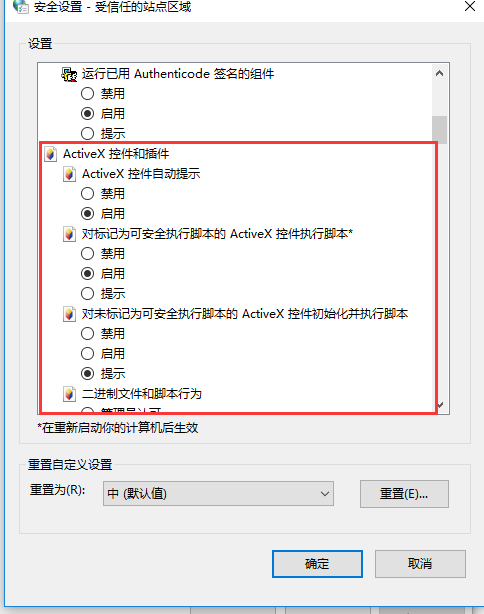 安全设置 - 受信任的站点区域
设置
运行已用 Authenticode 签名的组件
禁用
启用
提示
ActiveX 控件和插件
ActiveX 控件自动提示
禁用
启用
对标记为可安全执行脚本的 ActiveX 控件执行脚本*
禁用
启用
提示
对未标记为可安全执行脚本的 ActiveX 控件初始化并执行脚本
禁用
启用
提示
二进制文件和脚本行为
管理员认可
*在重新启动你的计算机后生效
重置自定义设置
重置为(R):
中 (默认值)
重置(E)...
确定
取消